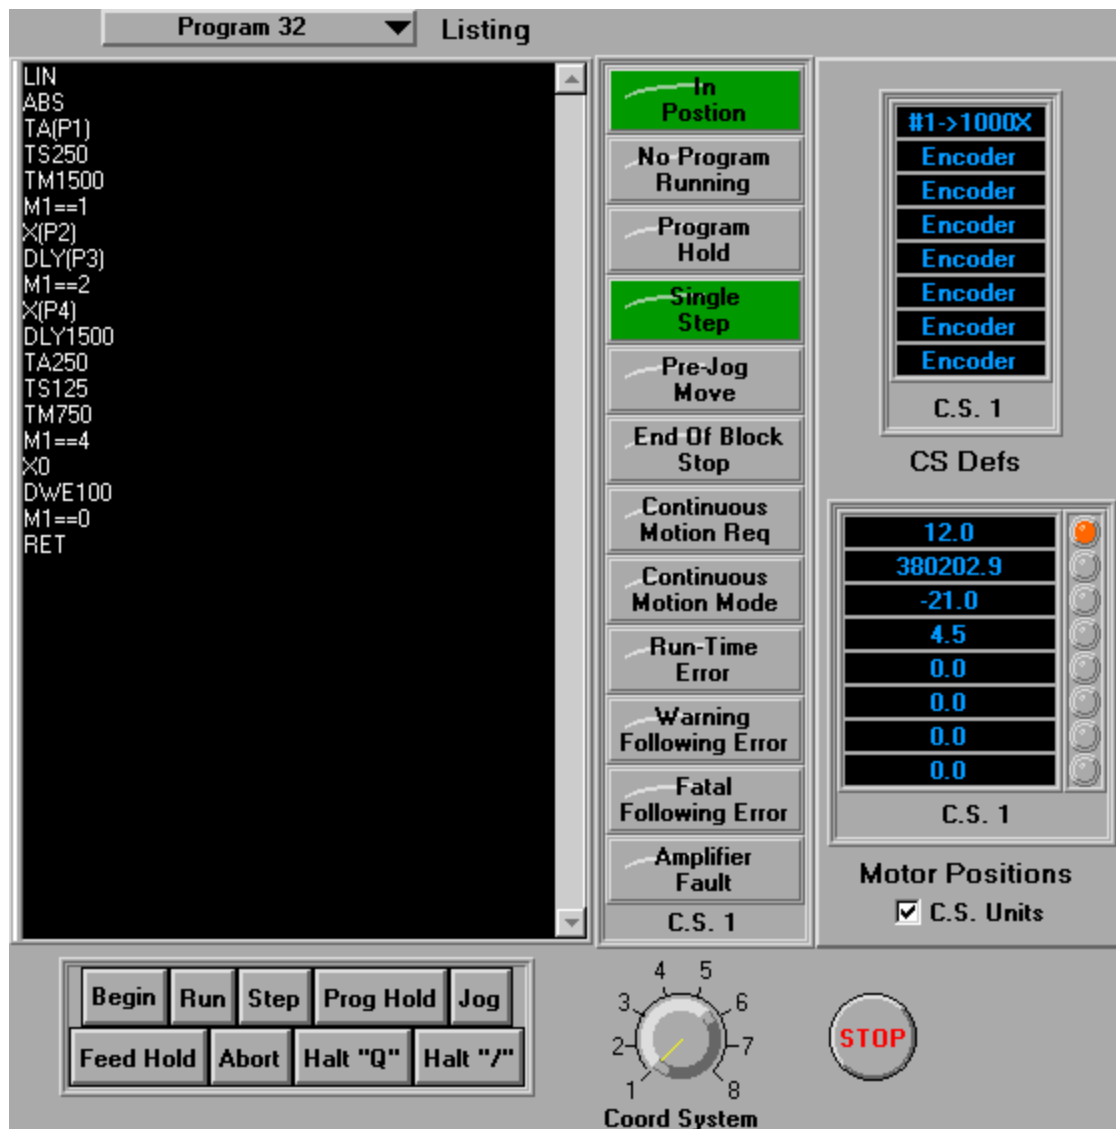 Program 32
Listing
LIN
ABS
TA(P1)
TS250
TM1500
M1==1
X(P2)
DLY(P3)
M1==2
X(P4)
DLY1500
TA250
TS125
TM750
M1==4
X0
DWE100
M1==0
RET
In
Postion
No Program
Running
Program
Hold
Single
Step
Pre-Jog
Move
End Of Block
Stop
Continuous
Motion Req
Continuous
Motion Mode
Run-Time
Error
Warning
Following Error
Fatal
Following Error
Amplifier
Fault
C.S. 1
#1->1000X
Encoder
Encoder
Encoder
Encoder
Encoder
Encoder
Encoder
C.S. 1
CS Defs
12.0
380202.9
-21.0
4.5
0.0
0.0
0.0
0.0
C.S. 1
Motor Positions
C.S. Units
Begin Run Step Prog Hold Jog
Feed Hold Abort Halt "Q" Halt "/"
1 2 3 4 5 6 7 8
Coord System
STOP